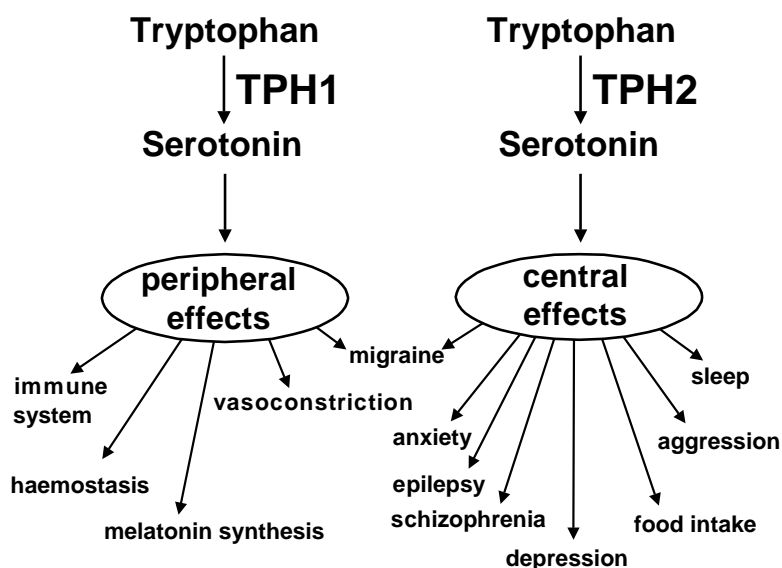 Tryptophan
TPH1
Serotonin
peripheral
effects
immune
system
haemostasis
melatonin synthesis
vasoconstriction
migraine
Tryptophan
TPH2
Serotonin
central
effects
anxiety
epilepsy
schizophrenia
depression
food intake
aggression
sleep